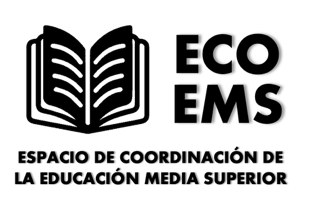 ECO
EMS
ESPACIO DE COORDINACIÓN DE
LA EDUCACIÓN MEDIA SUPERIOR